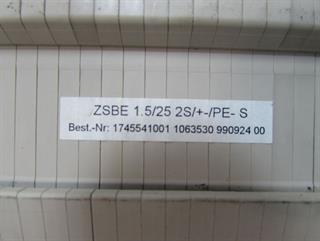 ZSBE 1.5/25 2S/+-/PE- S
Best.-Nr: 1745541001 1063530 990924 00